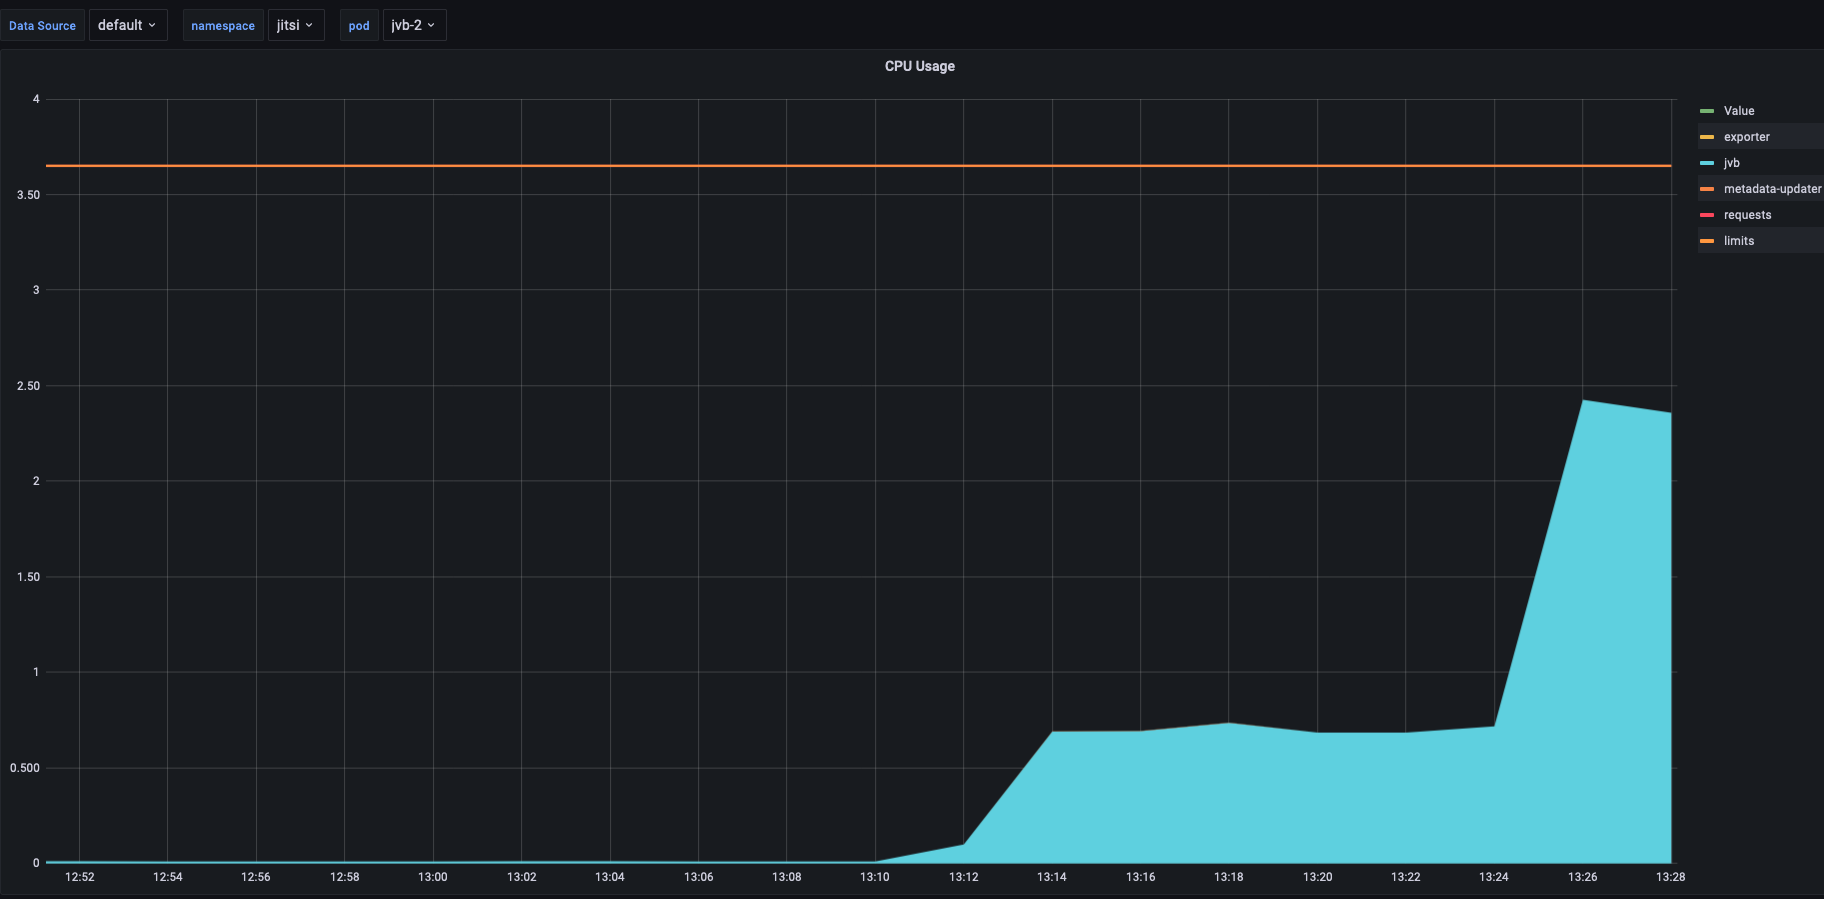 Data Source default namespace jitsi pod jvb-2
CPU Usage
4
3.50
3
2.50
2
1.50
1
0.500
0
12:52 12:54 12:56 12:58 13:00 13:02 13:04 13:06 13:08 13:10 13:12 13:14 13:16 13:18 13:20 13:22 13:24 13:26 13:28
Value
exporter
jvb
metadata-updater
requests
limits